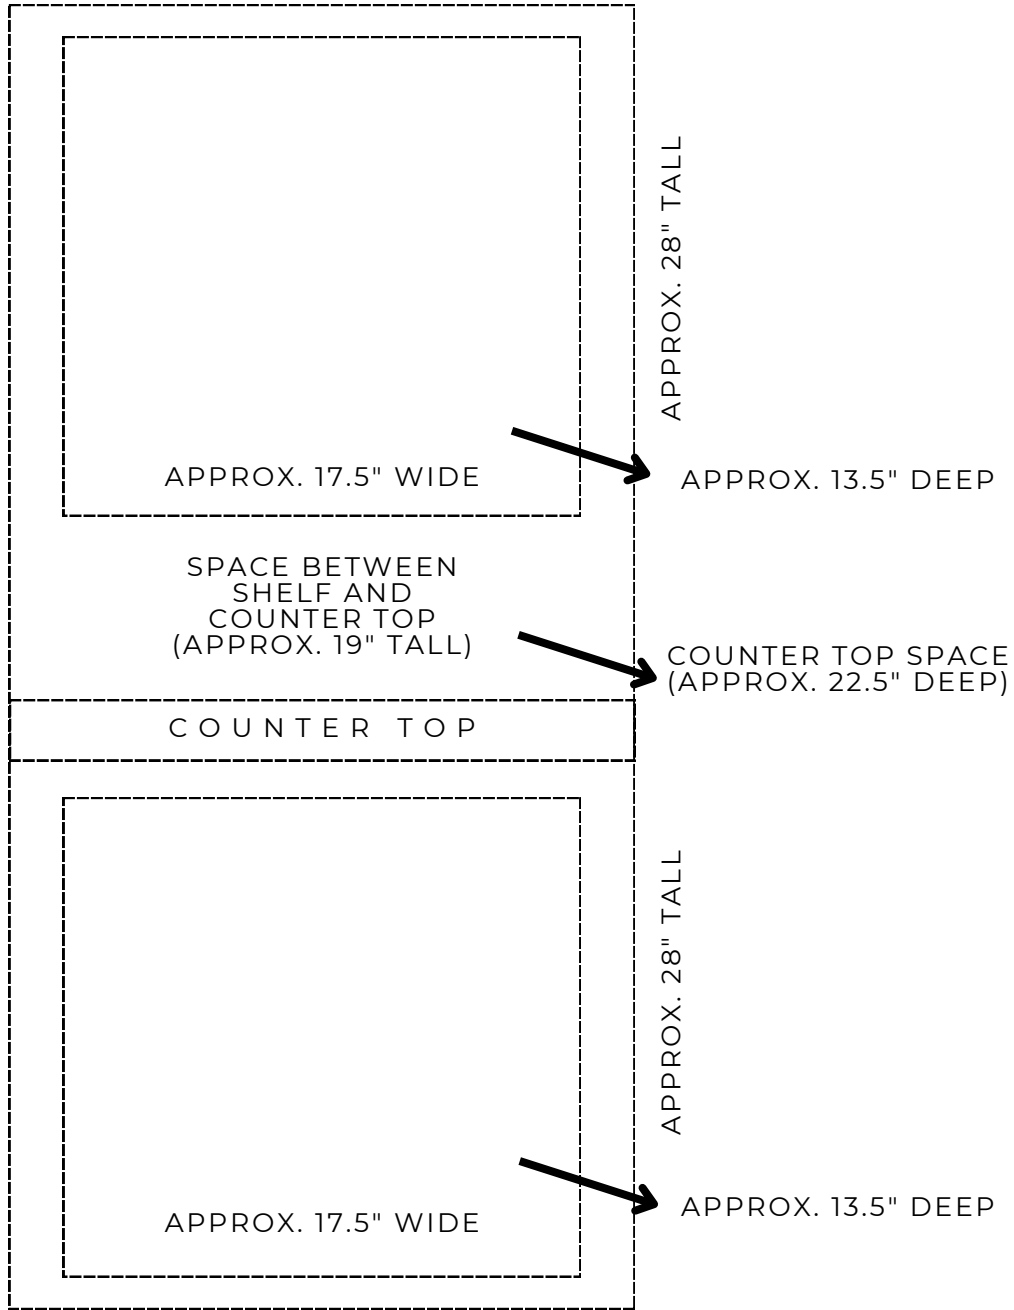 APPROX. 28" TALL
APPROX. 17.5" WIDE
APPROX. 13.5" DEEP
SPACE BETWEEN
SHELF AND
COUNTER TOP
(APPROX. 19" TALL)
COUNTER TOP SPACE
(APPROX. 22.5" DEEP)
COUNTER TOP
APPROX. 28" TALL
APPROX. 13.5" DEEP
APPROX. 17.5" WIDE